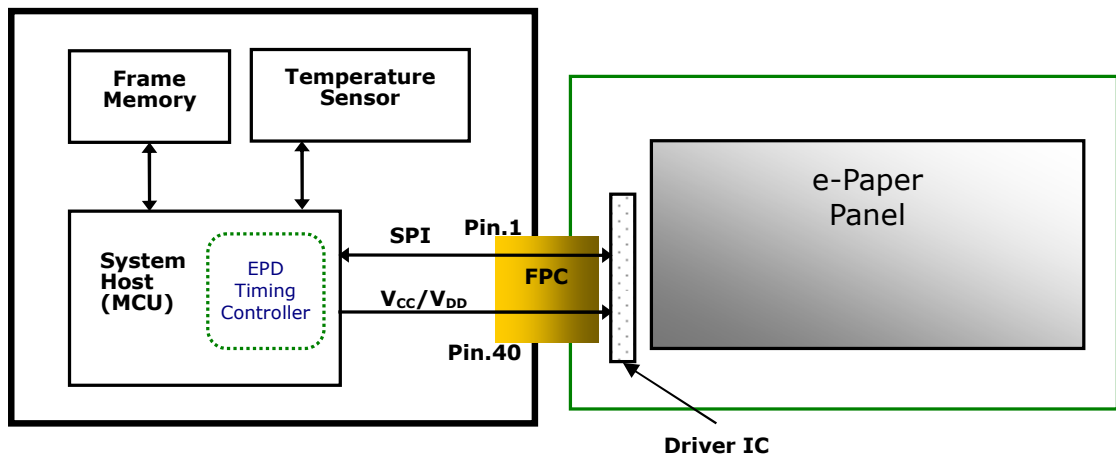 Frame
Memory
Temperature
Sensor
e-Paper
Panel
System
Host
(MCU)
EPD
Timing
Controller
SPI
Pin.1
FPC
VCC/VDD
Pin.40
Driver IC